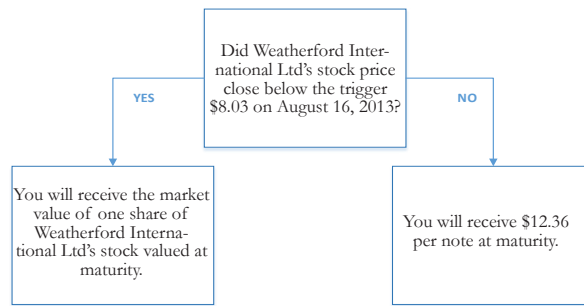 Did Weatherford Inter-
national Ltd's stock price
close below the trigger
$8.03 on August 16, 2013?
YES
NO
You will receive the market
value of one share of
Weatherford Interna-
tional Ltd's stock valued at
maturity.
You will receive $12.36
per note at maturity.